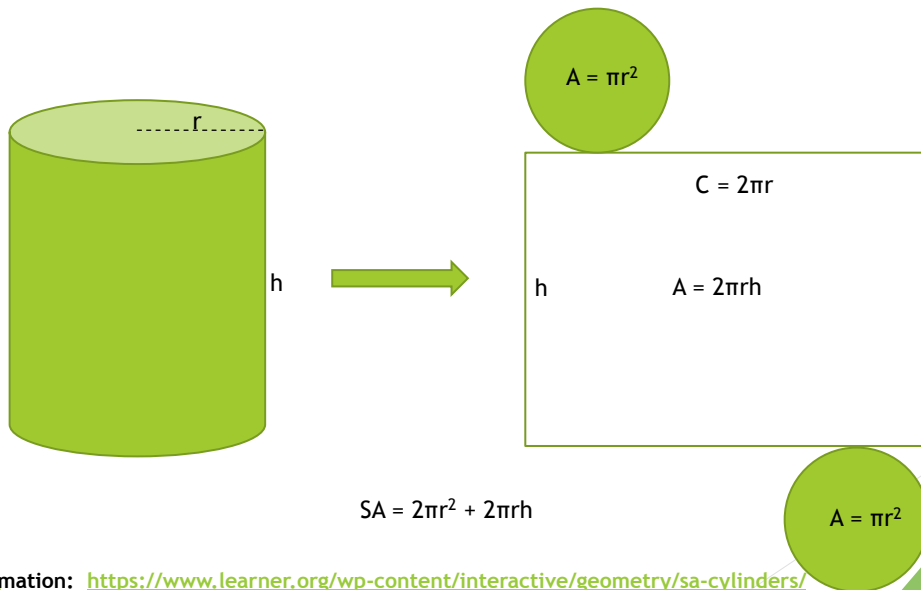 A = πr²
r
C = 2πr
h
h
A = 2πrh
SA = 2πr² + 2πrh
A = πr²
mation: https://www.learner.org/wp-content/interactive/geometry/sa-cylinders/